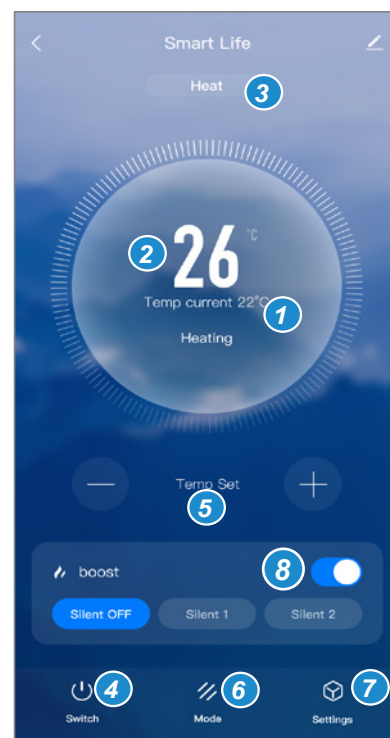 Smart Life
Heat 3
2 26 °C
Temp current 22°C 1
Heating
Temp Set
5
boost 8
Silent OFF Silent 1 Silent 2
4 6 7
Switch Mode Settings